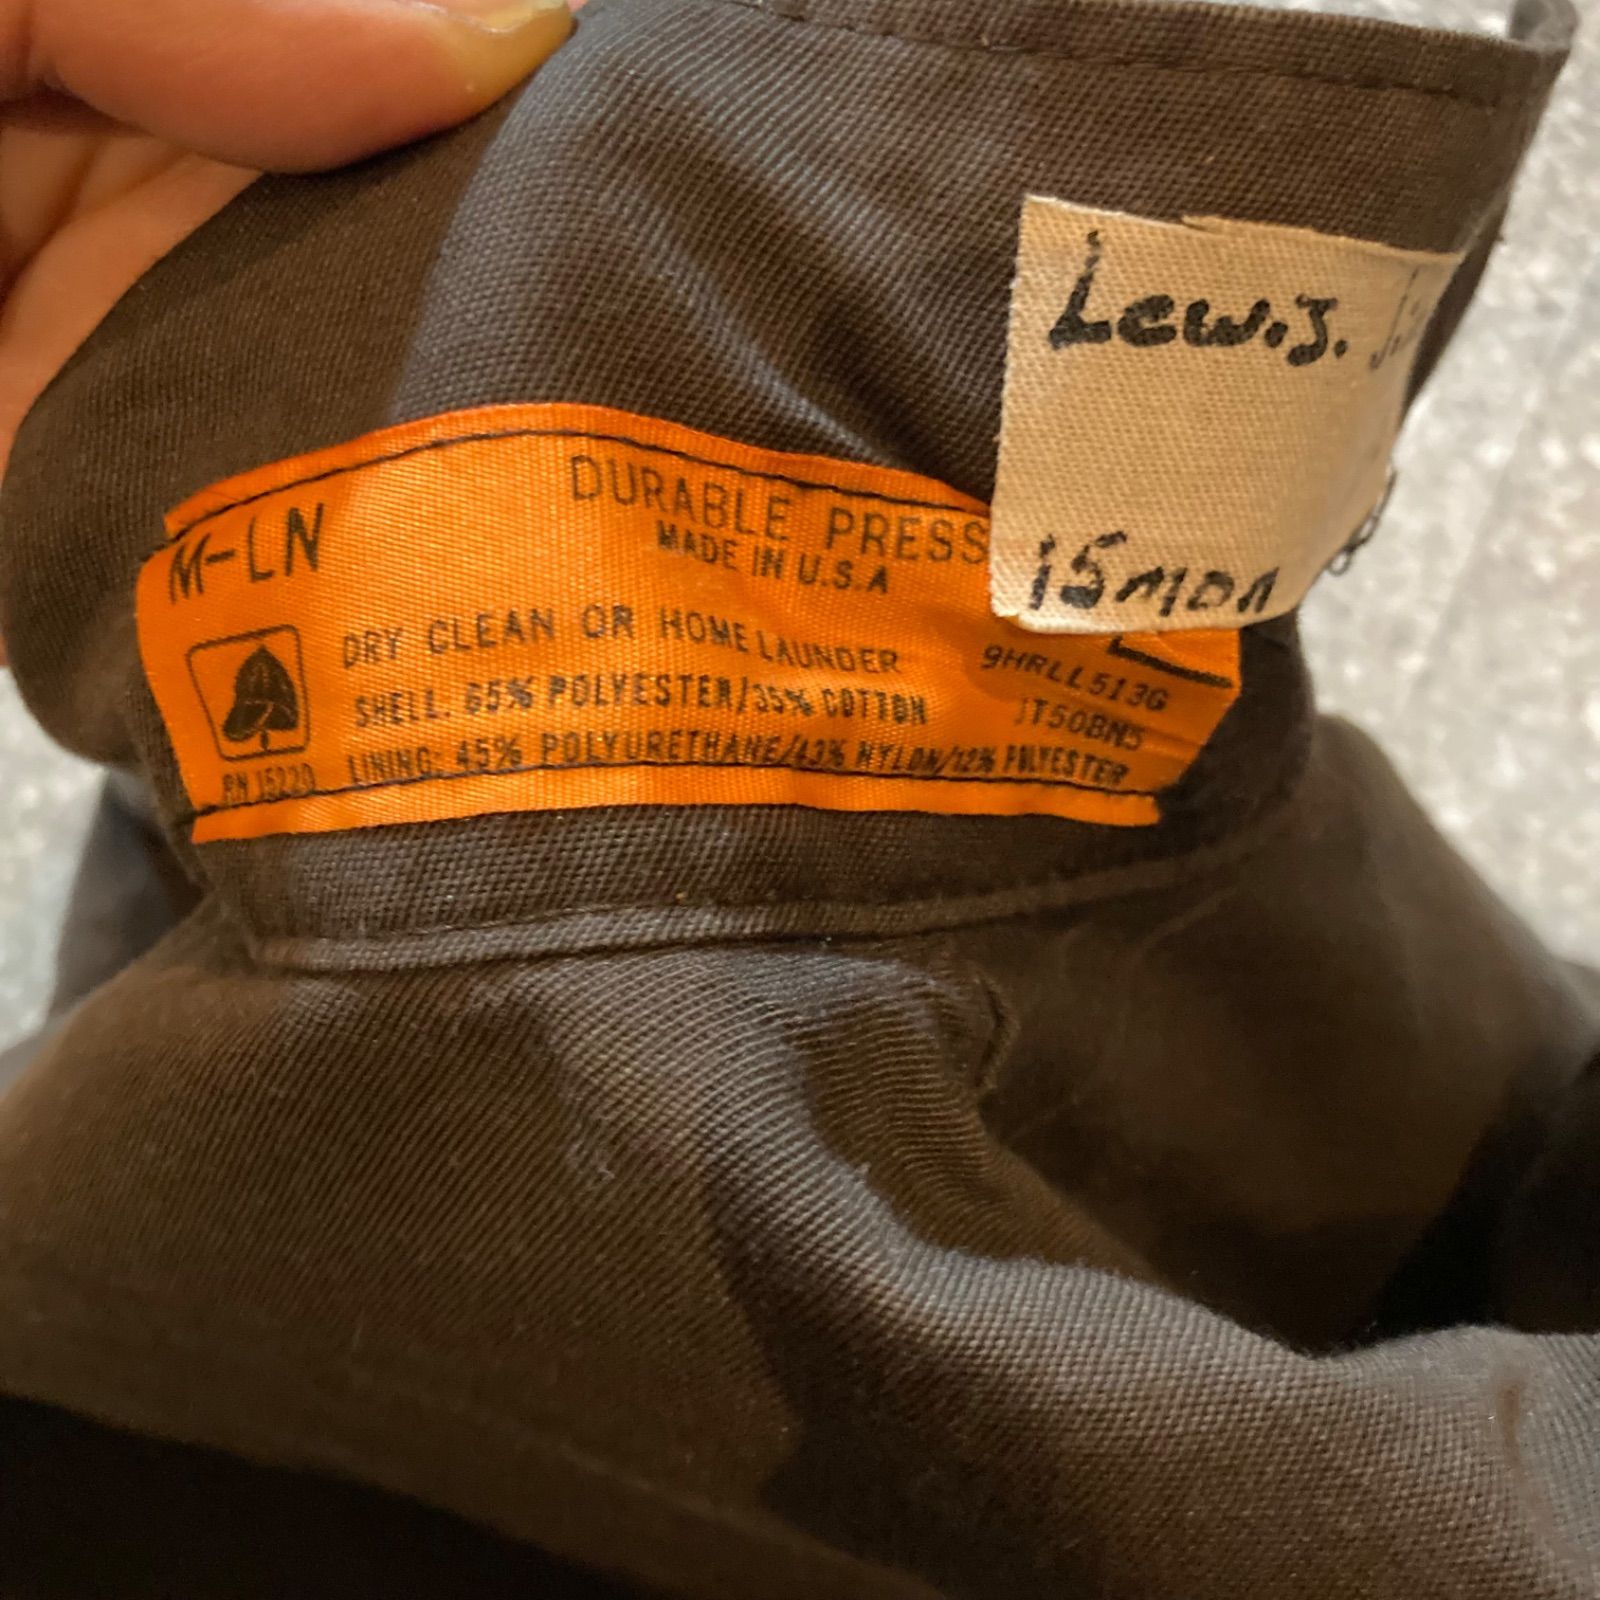 Lew.J.
15mon
M-LN
DURABLE PRESS
MADE IN U.S.A
DRY CLEAN OR HOME LAUNDER
SHELL. 65% POLYESTER/35% COTTON
LINING: 45% POLYURETHANE/43% NYLON/12% POLYESTER
RN 15220
9HRLL513G
JT50BN5